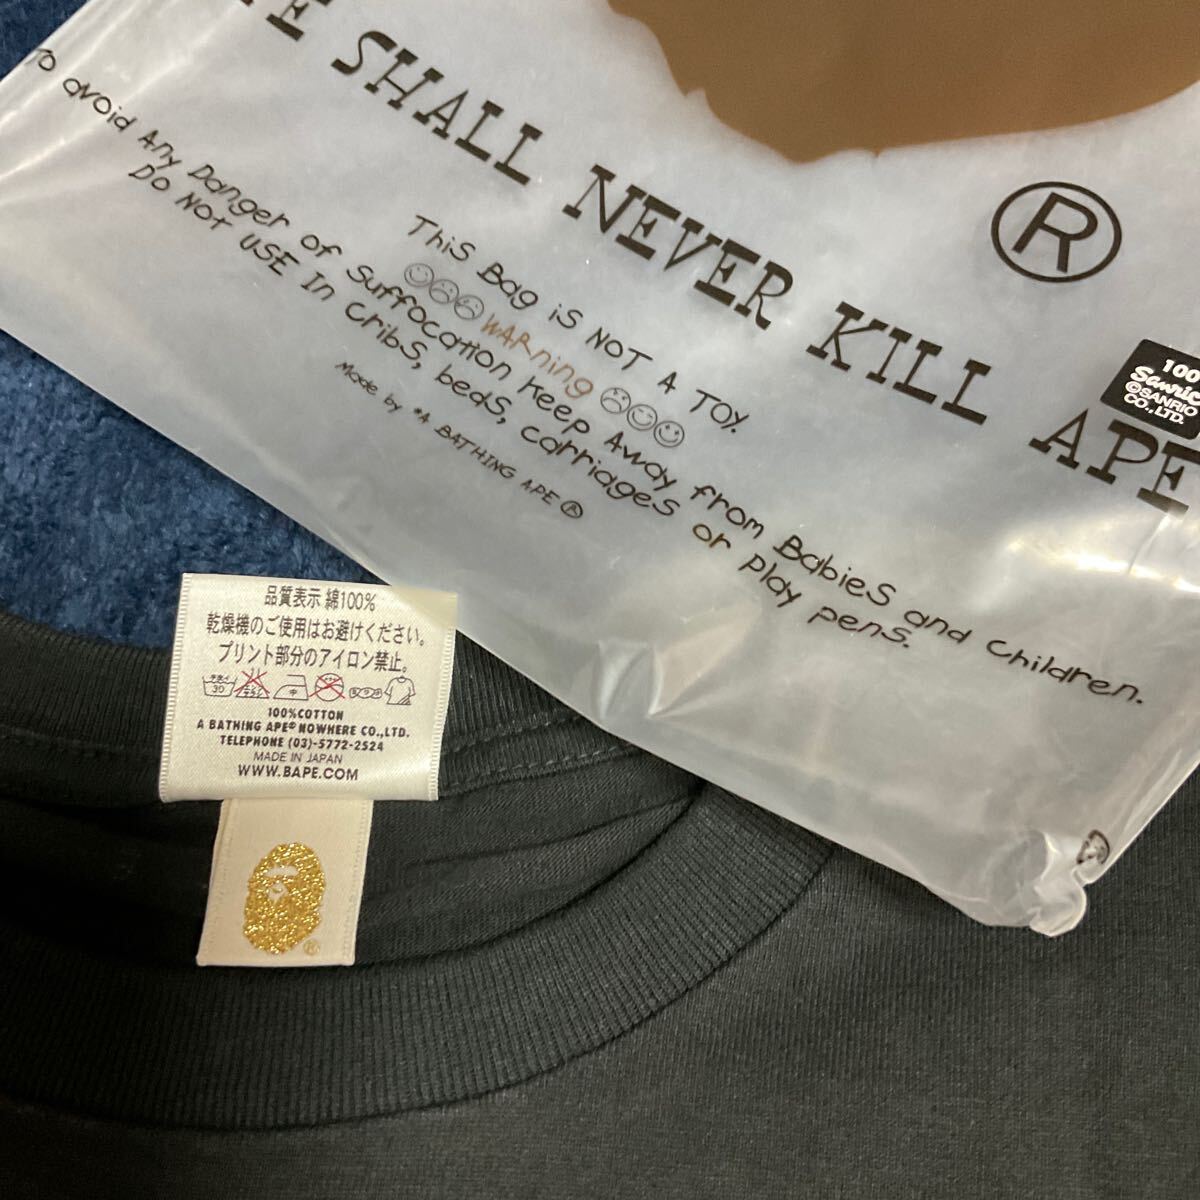 SHALL NEVER KILL APE
®
100
Sanrio
©SANRIO
CO.,LTD.
This Bag is NOT A TOY.
WARNING
To avoid Any Danger of Suffocation Keep Away from Babies and Children.
Do NOT USE In Cribs, beds, carriages or play pens.
Made by *A BATHING APE ®
品質表示 綿100%
乾燥機のご使用はお避けください。
プリント部分のアイロン禁止。
30
中
100%COTTON
A BATHING APE® NOWHERE CO.,LTD.
TELEPHONE (03)-5772-2524
MADE IN JAPAN
WWW.BAPE.COM
®